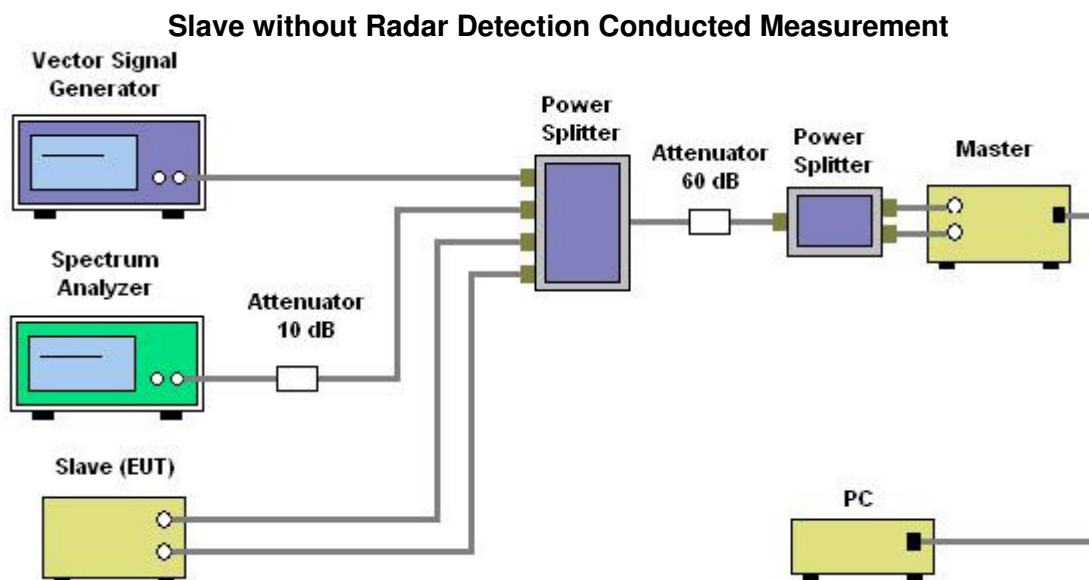 Slave without Radar Detection Conducted Measurement
Vector Signal
Generator
Power
Splitter
Attenuator
60 dB
Power
Splitter
Master
Spectrum
Analyzer
Attenuator
10 dB
Slave (EUT)
PC